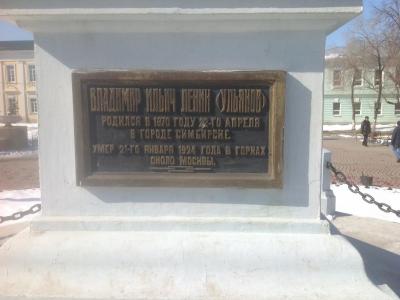 ВЛАДИМИР ИЛЬИЧ ЛЕНИН (УЛЬЯНОВ)
РОДИЛСЯ В 1870 ГОДУ 22-ГО АПРЕЛЯ
В ГОРОДЕ СИМБИРСКЕ.
УМЕР 21-ГО ЯНВАРЯ 1924 ГОДА В ГОРКАХ,
ОКОЛО МОСКВЫ.